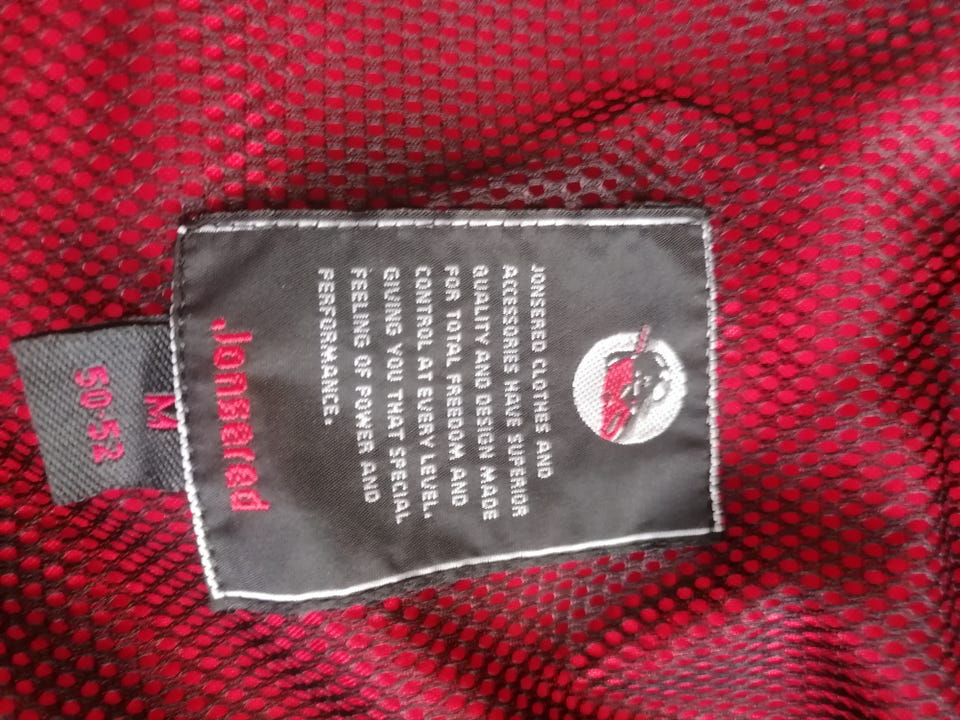 JONSERED CLOTHES AND
ACCESSORIES HAVE SUPERIOR
QUALITY AND DESIGN MADE
FOR TOTAL FREEDOM AND
CONTROL AT EVERY LEVEL,
GIVING YOU THAT SPECIAL
FEELING OF POWER AND
PERFORMANCE.
Jonsered
M
50-52